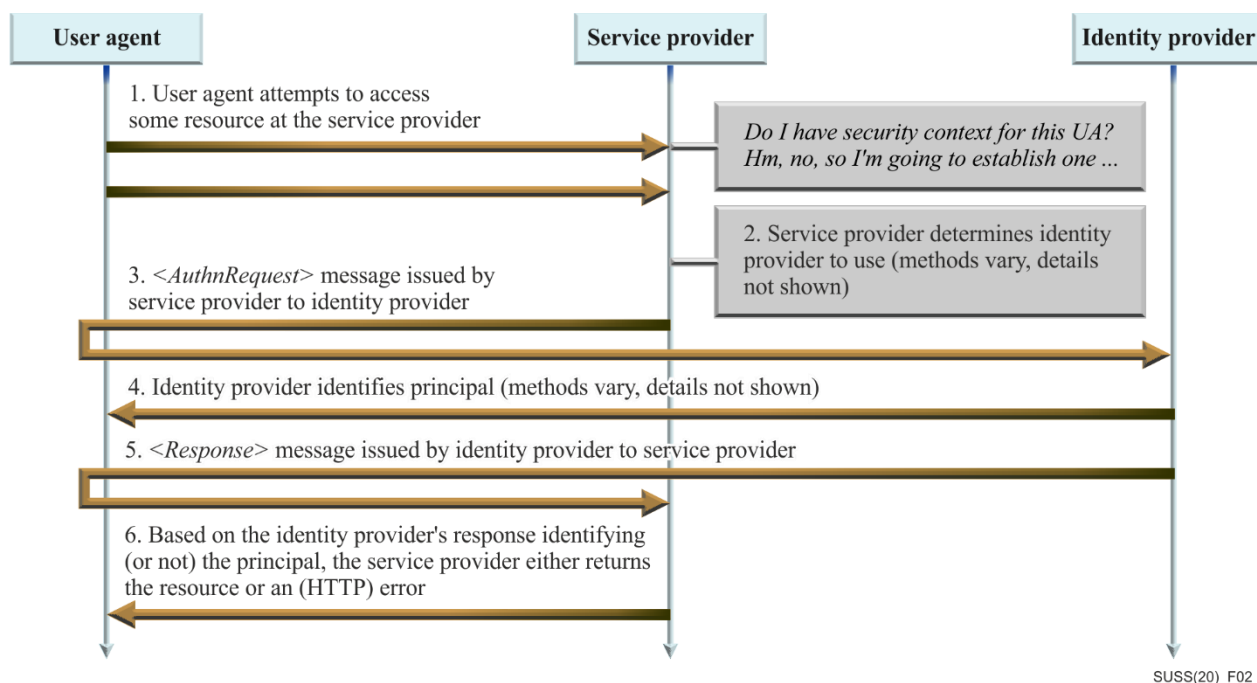 User agent
Service provider
Identity provider
1. User agent attempts to access
some resource at the service provider
Do I have security context for this UA?
Hm, no, so I'm going to establish one ...
2. Service provider determines identity
provider to use (methods vary, details
not shown)
3. <AuthnRequest> message issued by
service provider to identity provider
4. Identity provider identifies principal (methods vary, details not shown)
5. <Response> message issued by identity provider to service provider
6. Based on the identity provider's response identifying
(or not) the principal, the service provider either returns
the resource or an (HTTP) error
SUSS(20)_F02